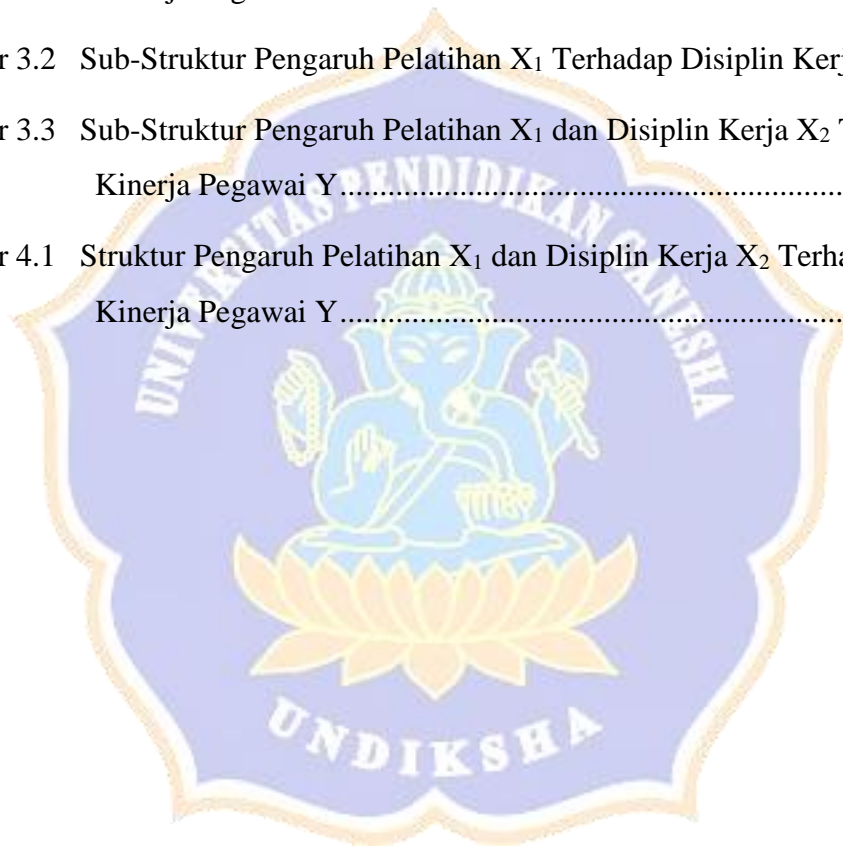 r 3.2 Sub-Struktur Pengaruh Pelatihan X₁ Terhadap Disiplin Kerj
r 3.3 Sub-Struktur Pengaruh Pelatihan X₁ dan Disiplin Kerja X₂ T
Kinerja Pegawai Y............................................................
r 4.1 Struktur Pengaruh Pelatihan X₁ dan Disiplin Kerja X₂ Terha
Kinerja Pegawai Y............................................................
UNIVERSITAS PENDIDIKAN GANESHA
UNDIKSHA